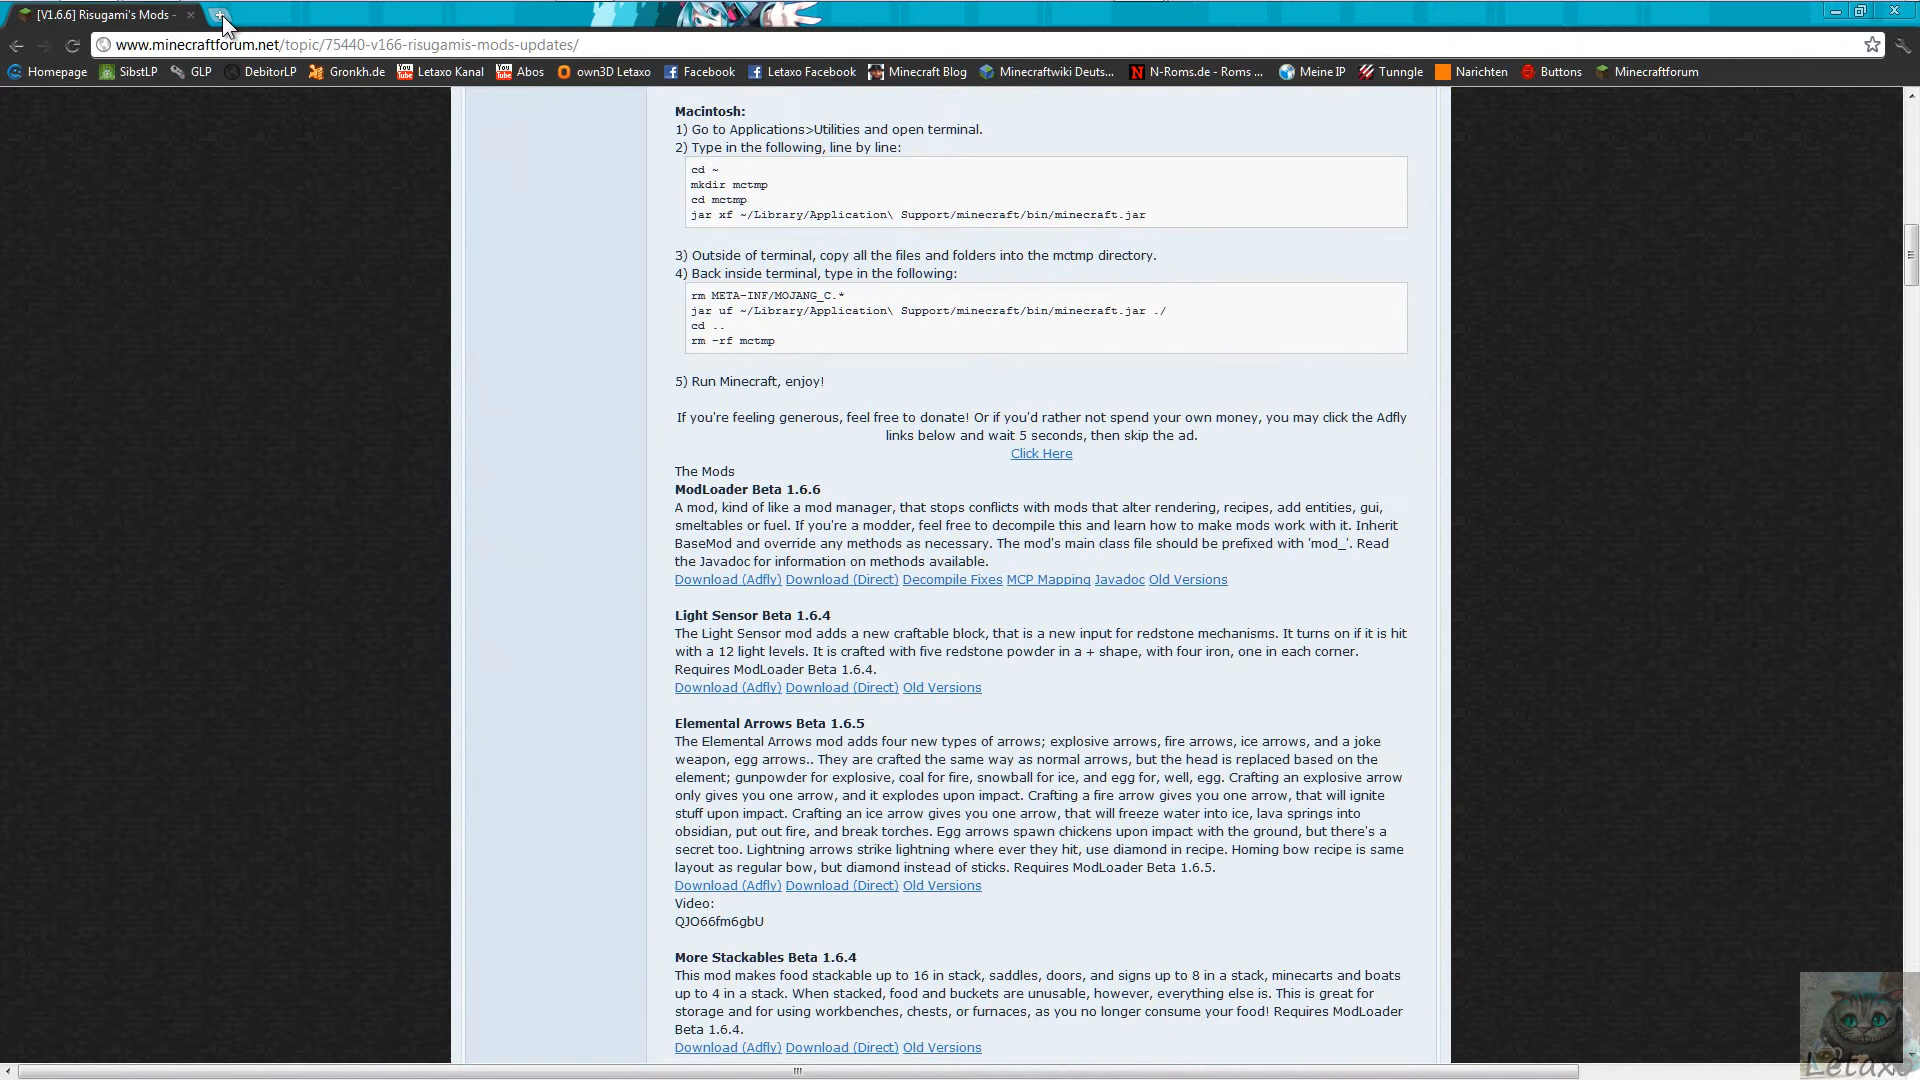 [V1.6.6] Risugami's Mods -
www.minecraftforum.net/topic/75440-v166-risugamis-mods-updates/
Homepage SibstLP GLP DebitorLP Gronkh.de Letaxo Kanal Abos own3D Letaxo Facebook Letaxo Facebook Minecraft Blog Minecraftwiki Deuts... N-Roms.de - Roms ... Meine IP Tunngle Narichten Buttons Minecraftforum
Macintosh:
1) Go to Applications>Utilities and open terminal.
2) Type in the following, line by line:
cd ~
mkdir mctmp
cd mctmp
jar xf ~/Library/Application\ Support/minecraft/bin/minecraft.jar
3) Outside of terminal, copy all the files and folders into the mctmp directory.
4) Back inside terminal, type in the following:
rm META-INF/MOJANG_C.*
jar uf ~/Library/Application\ Support/minecraft/bin/minecraft.jar ./
cd ..
rm -rf mctmp
5) Run Minecraft, enjoy!
If you're feeling generous, feel free to donate! Or if you'd rather not spend your own money, you may click the Adfly
links below and wait 5 seconds, then skip the ad.
Click Here
The Mods
ModLoader Beta 1.6.6
A mod, kind of like a mod manager, that stops conflicts with mods that alter rendering, recipes, add entities, gui,
smeltables or fuel. If you're a modder, feel free to decompile this and learn how to make mods work with it. Inherit
BaseMod and override any methods as necessary. The mod's main class file should be prefixed with 'mod_'. Read
the Javadoc for information on methods available.
Download (Adfly) Download (Direct) Decompile Fixes MCP Mapping Javadoc Old Versions
Light Sensor Beta 1.6.4
The Light Sensor mod adds a new craftable block, that is a new input for redstone mechanisms. It turns on if it is hit
with a 12 light levels. It is crafted with five redstone powder in a + shape, with four iron, one in each corner.
Requires ModLoader Beta 1.6.4.
Download (Adfly) Download (Direct) Old Versions
Elemental Arrows Beta 1.6.5
The Elemental Arrows mod adds four new types of arrows; explosive arrows, fire arrows, ice arrows, and a joke
weapon, egg arrows.. They are crafted the same way as normal arrows, but the head is replaced based on the
element; gunpowder for explosive, coal for fire, snowball for ice, and egg for, well, egg. Crafting an explosive arrow
only gives you one arrow, and it explodes upon impact. Crafting a fire arrow gives you one arrow, that will ignite
stuff upon impact. Crafting an ice arrow gives you one arrow, that will freeze water into ice, lava springs into
obsidian, put out fire, and break torches. Egg arrows spawn chickens upon impact with the ground, but there's a
secret too. Lightning arrows strike lightning where ever they hit, use diamond in recipe. Homing bow recipe is same
layout as regular bow, but diamond instead of sticks. Requires ModLoader Beta 1.6.5.
Download (Adfly) Download (Direct) Old Versions
Video:
QJO66fm6gbU
More Stackables Beta 1.6.4
This mod makes food stackable up to 16 in stack, saddles, doors, and signs up to 8 in a stack, minecarts and boats
up to 4 in a stack. When stacked, food and buckets are unusable, however, everything else is. This is great for
storage and for using workbenches, chests, or furnaces, as you no longer consume your food! Requires ModLoader
Beta 1.6.4.
Download (Adfly) Download (Direct) Old Versions
Letaxo